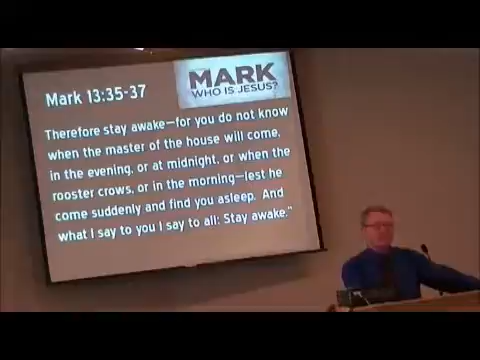 MARK
WHO IS JESUS?
Mark 13:35-37
Therefore stay awake—for you do not know
when the master of the house will come,
in the evening, or at midnight, or when the
rooster crows, or in the morning—lest he
come suddenly and find you asleep. And
what I say to you I say to all: Stay awake."